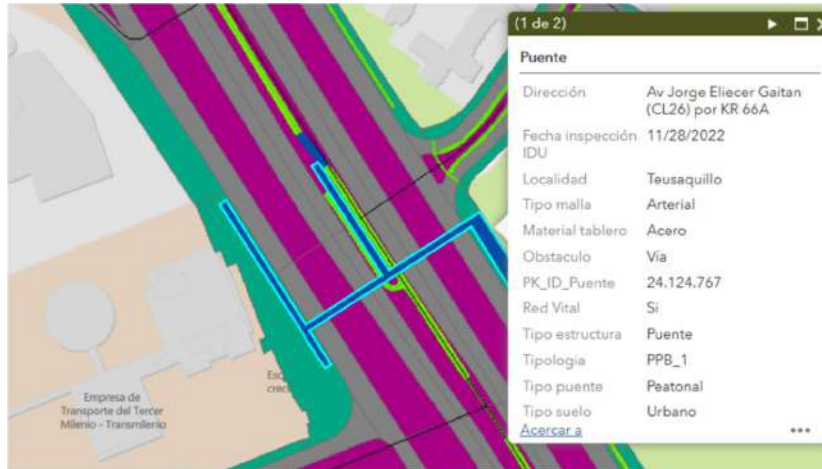 (1 de 2)
Puente
Dirección Av Jorge Eliecer Gaitan
(CL26) por KR 66A
Fecha inspección 11/28/2022
IDU
Localidad Teusaquillo
Tipo malla Arterial
Material tablero Acero
Obstaculo Vía
PK_ID_Puente 24.124.767
Red Vital Si
Tipo estructura Puente
Tipologia PPB_1
Tipo puente Peatonal
Tipo suelo Urbano
Acercar a
Empresa de
Transporte del Tercer
Milenio - Transmilenio